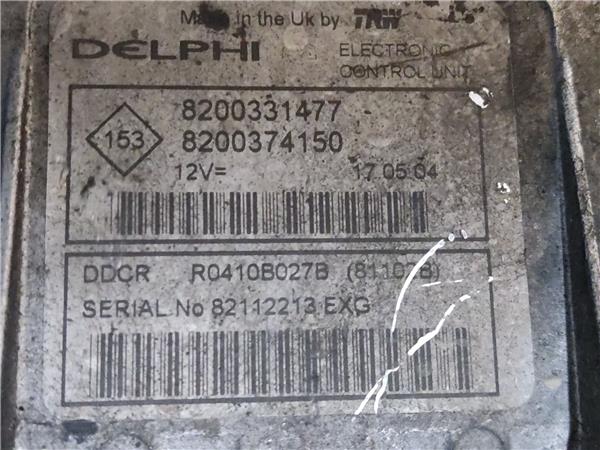 Made in the Uk by TRW
DELPHI
ELECTRONIC
CONTROL UNIT
8200331477
153
8200374150
12V= 17.05.04
DDCR R0410B027B (81107B)
SERIAL.No 82112213 EXG